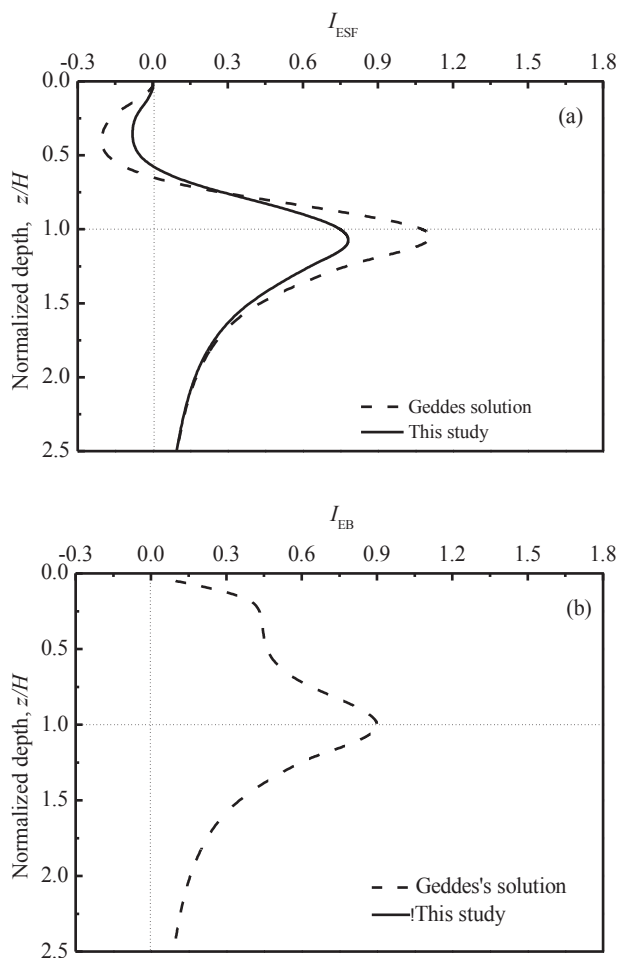 I_ESF
-0.3 0.0 0.3 0.6 0.9 1.2 1.5 1.8
0.0
(a)
0.5
1.0
1.5
2.0
2.5
Normalized depth, z/H
Geddes solution
This study
I_EB
-0.3 0.0 0.3 0.6 0.9 1.2 1.5 1.8
0.0
(b)
0.5
1.0
1.5
2.0
2.5
Normalized depth, z/H
Geddes's solution
!This study